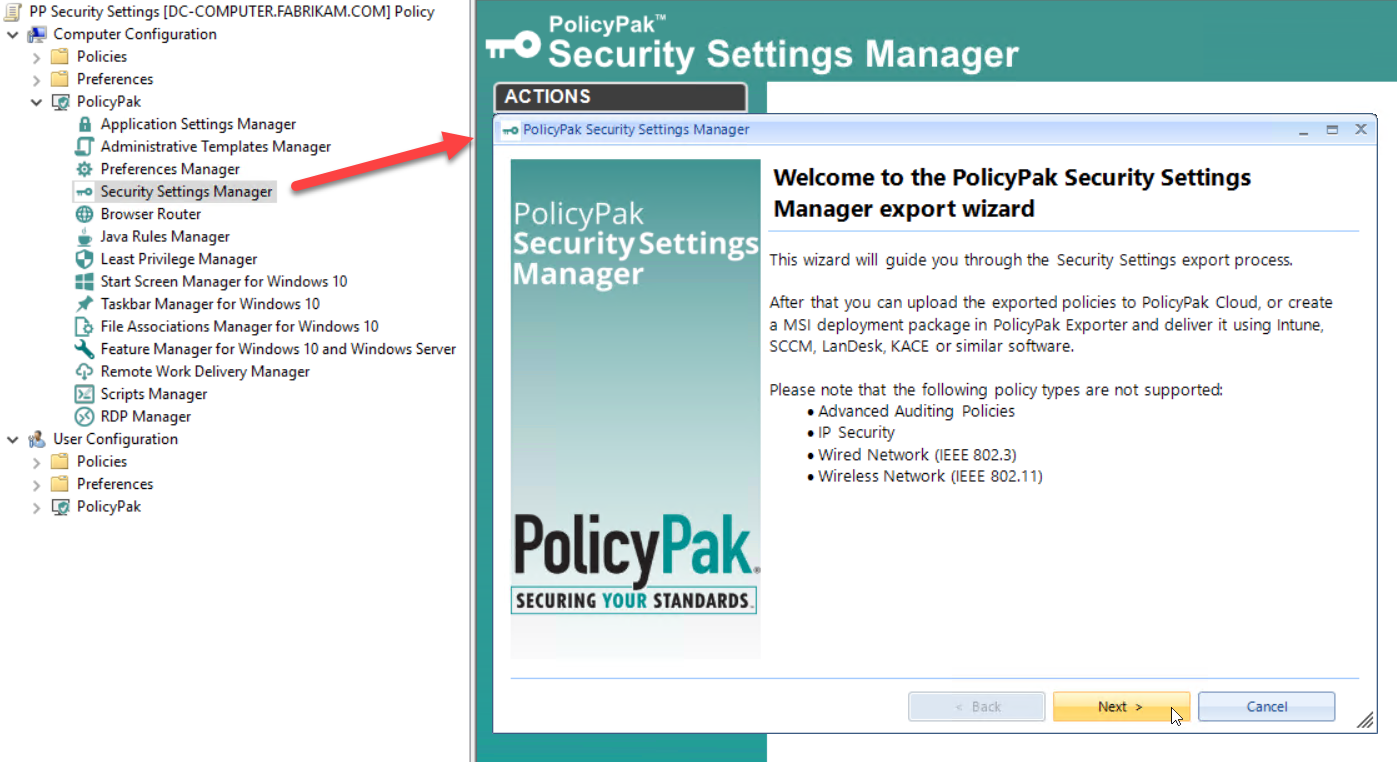 PP Security Settings [DC-COMPUTER.FABRIKAM.COM] Policy
Computer Configuration
Policies
Preferences
PolicyPak
Application Settings Manager
Administrative Templates Manager
Preferences Manager
Security Settings Manager
Browser Router
Java Rules Manager
Least Privilege Manager
Start Screen Manager for Windows 10
Taskbar Manager for Windows 10
File Associations Manager for Windows 10
Feature Manager for Windows 10 and Windows Server
Remote Work Delivery Manager
Scripts Manager
RDP Manager
User Configuration
Policies
Preferences
PolicyPak
PolicyPak™
Security Settings Manager
ACTIONS
PolicyPak Security Settings Manager
PolicyPak
Security Settings
Manager
PolicyPak®
SECURING YOUR STANDARDS.
Welcome to the PolicyPak Security Settings
Manager export wizard
This wizard will guide you through the Security Settings export process.
After that you can upload the exported policies to PolicyPak Cloud, or create
a MSI deployment package in PolicyPak Exporter and deliver it using Intune,
SCCM, LanDesk, KACE or similar software.
Please note that the following policy types are not supported:
• Advanced Auditing Policies
• IP Security
• Wired Network (IEEE 802.3)
• Wireless Network (IEEE 802.11)
< Back
Next >
Cancel